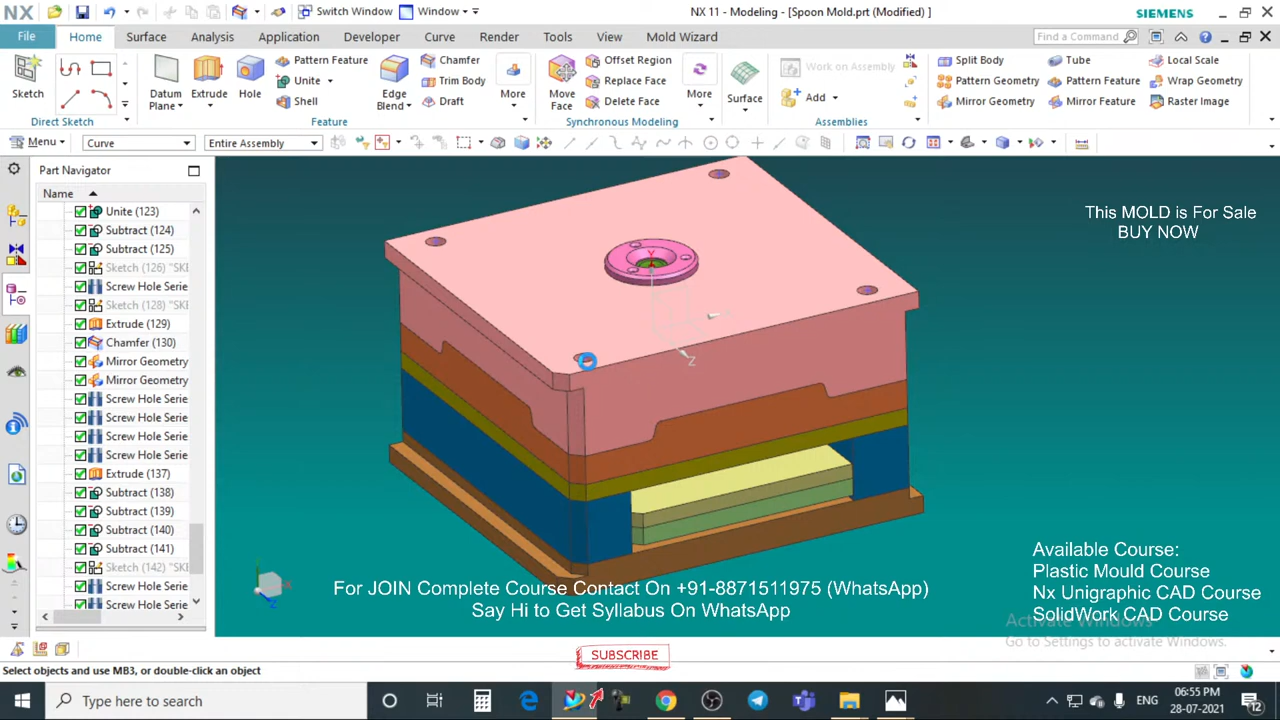 NX
Switch Window
Window
NX 11 - Modeling - [Spoon Mold.prt (Modified) ]
SIEMENS
File
Home
Surface
Analysis
Application
Developer
Curve
Render
Tools
View
Mold Wizard
Find a Command
Sketch
Direct Sketch
Datum Plane
Extrude
Hole
Pattern Feature
Unite
Shell
Edge Blend
Chamfer
Trim Body
Draft
More
Feature
Move Face
Offset Region
Replace Face
Delete Face
More
Synchronous Modeling
Surface
Work on Assembly
Add
Assemblies
Split Body
Pattern Geometry
Mirror Geometry
Tube
Pattern Feature
Mirror Feature
Local Scale
Wrap Geometry
Raster Image
Menu
Curve
Entire Assembly
Part Navigator
Name
Unite (123)
Subtract (124)
Subtract (125)
Sketch (126) "SKE
Screw Hole Serie
Sketch (128) "SKE
Extrude (129)
Chamfer (130)
Mirror Geometry
Mirror Geometry
Screw Hole Serie
Screw Hole Serie
Screw Hole Serie
Screw Hole Serie
Extrude (137)
Subtract (138)
Subtract (139)
Subtract (140)
Subtract (141)
Sketch (142) "SKE
Screw Hole Serie
Screw Hole Serie
This MOLD is For Sale
BUY NOW
Y
Z
Available Course:
Plastic Mould Course
Nx Unigraphic CAD Course
SolidWork CAD Course
Activate Windows
Go to Settings to activate Windows.
For JOIN Complete Course Contact On +91-8871511975 (WhatsApp)
Say Hi to Get Syllabus On WhatsApp
SUBSCRIBE
Select objects and use MB3, or double-click an object
Type here to search
ENG
06:55 PM
28-07-2021
12